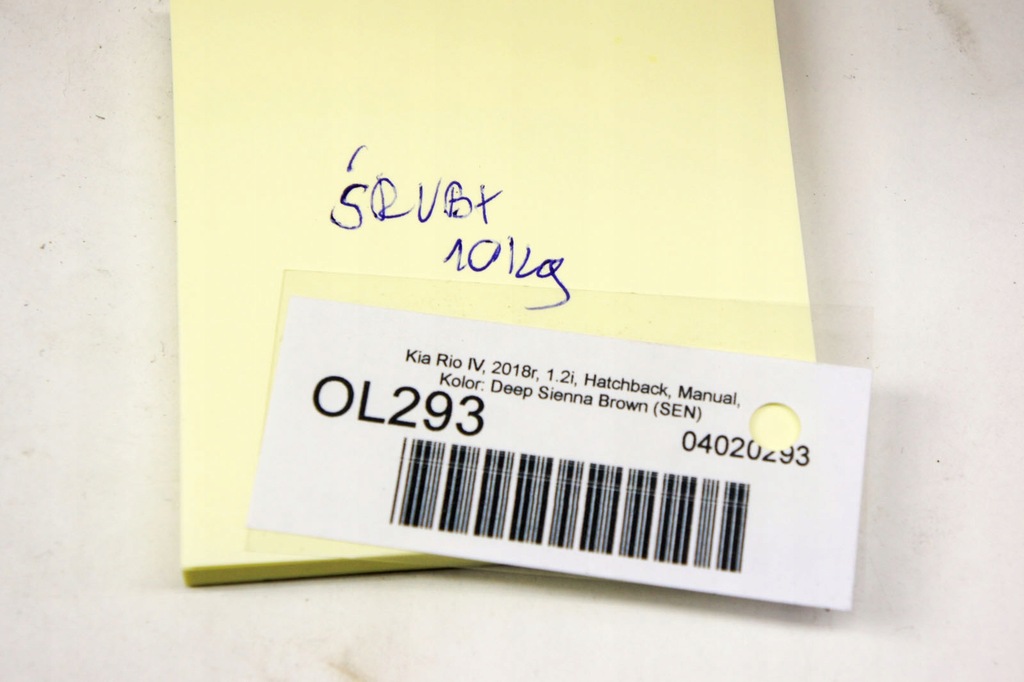 ŚRUBY
10kg
Kia Rio IV, 2018r, 1.2i, Hatchback, Manual,
Kolor: Deep Sienna Brown (SEN)
OL293
04020293